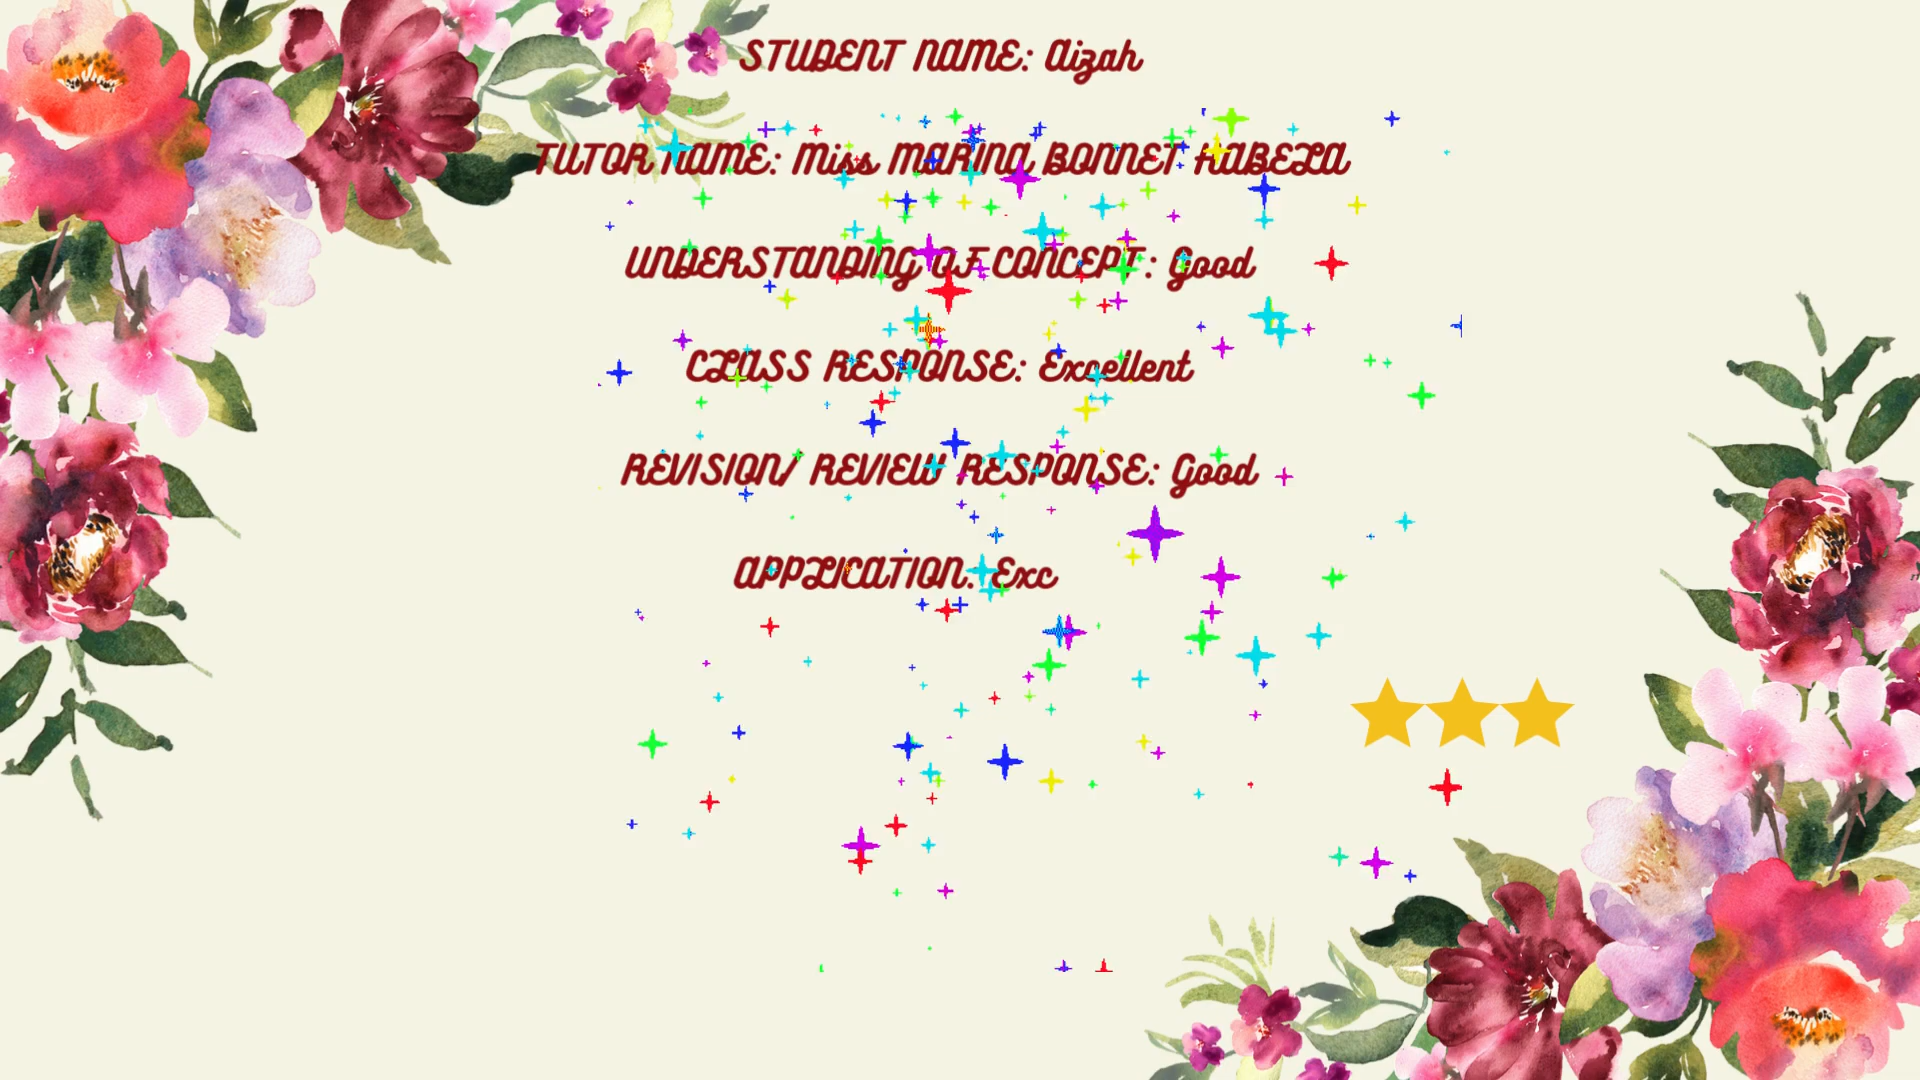 STUDENT NAME: Aizah
TUTOR NAME: Miss MARINA BONNET HABELA
UNDERSTANDING OF CONCEPT: Good
CLASS RESPONSE: Excellent
REVISION/ REVIEW RESPONSE: Good
APPLICATION: Exc